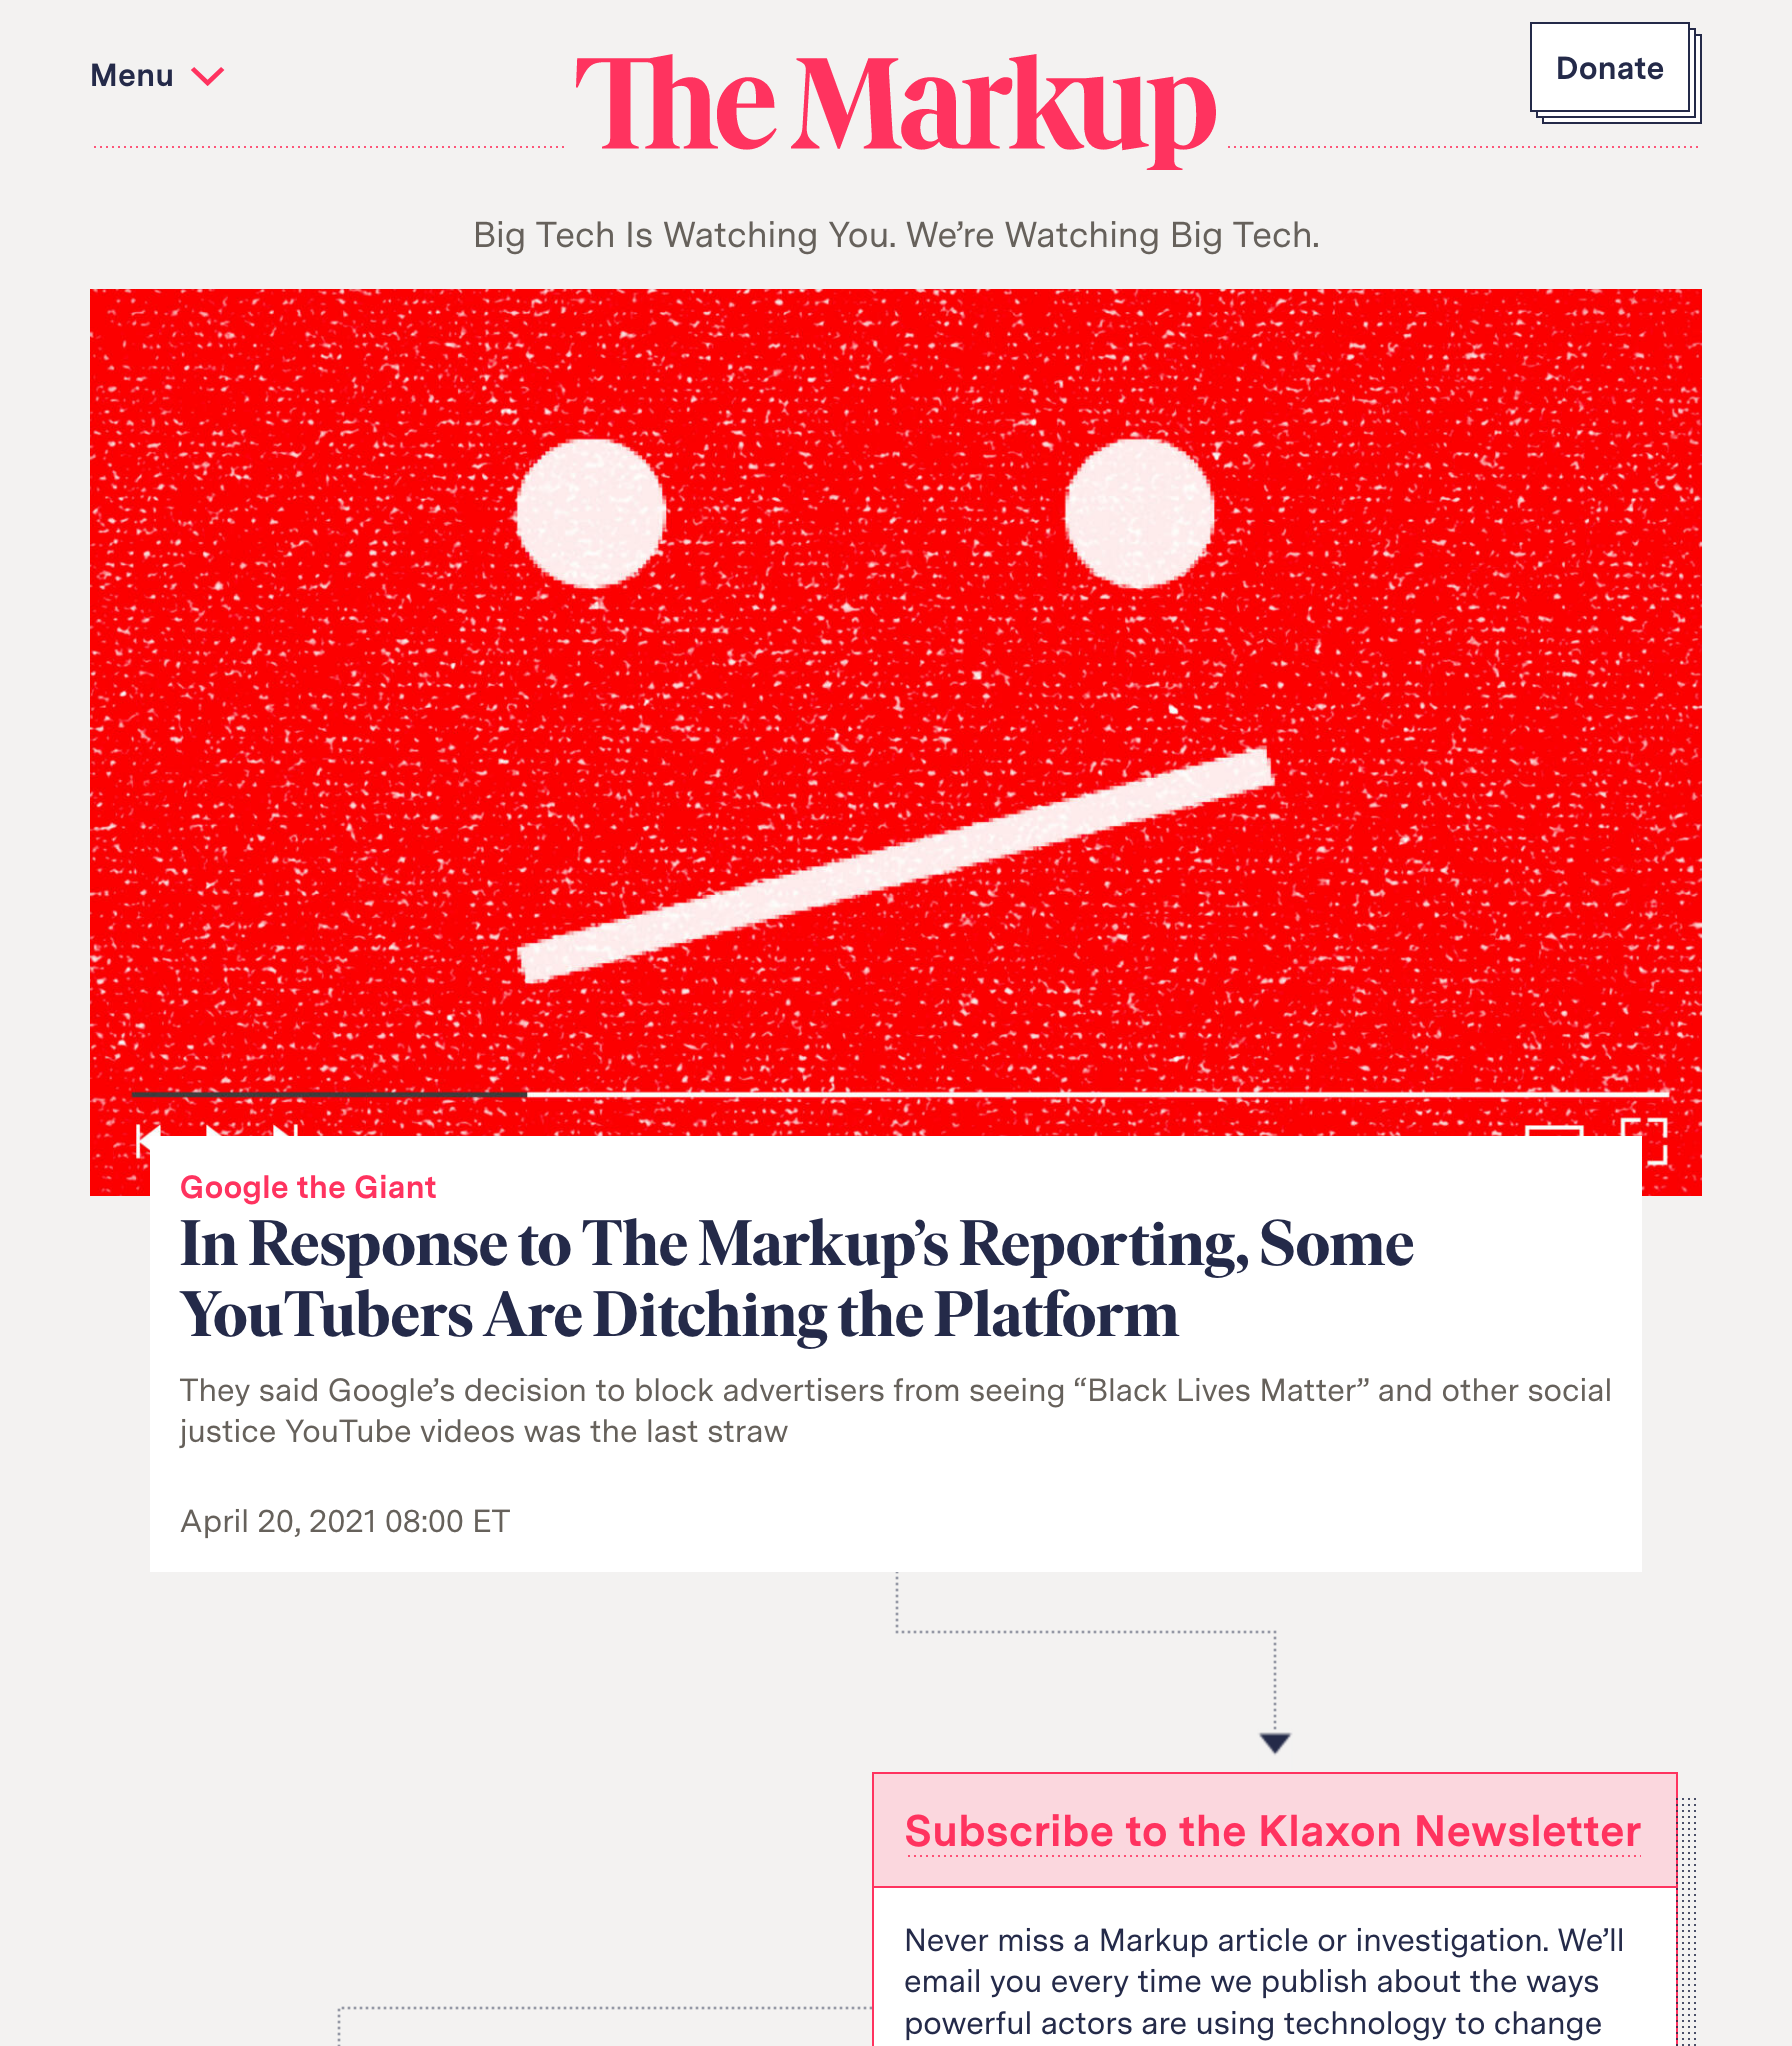 Menu
The Markup
Donate
Big Tech Is Watching You. We’re Watching Big Tech.
Google the Giant
In Response to The Markup’s Reporting, Some
YouTubers Are Ditching the Platform
They said Google’s decision to block advertisers from seeing “Black Lives Matter” and other social
justice YouTube videos was the last straw
April 20, 2021 08:00 ET
Subscribe to the Klaxon Newsletter
Never miss a Markup article or investigation. We’ll
email you every time we publish about the ways
powerful actors are using technology to change